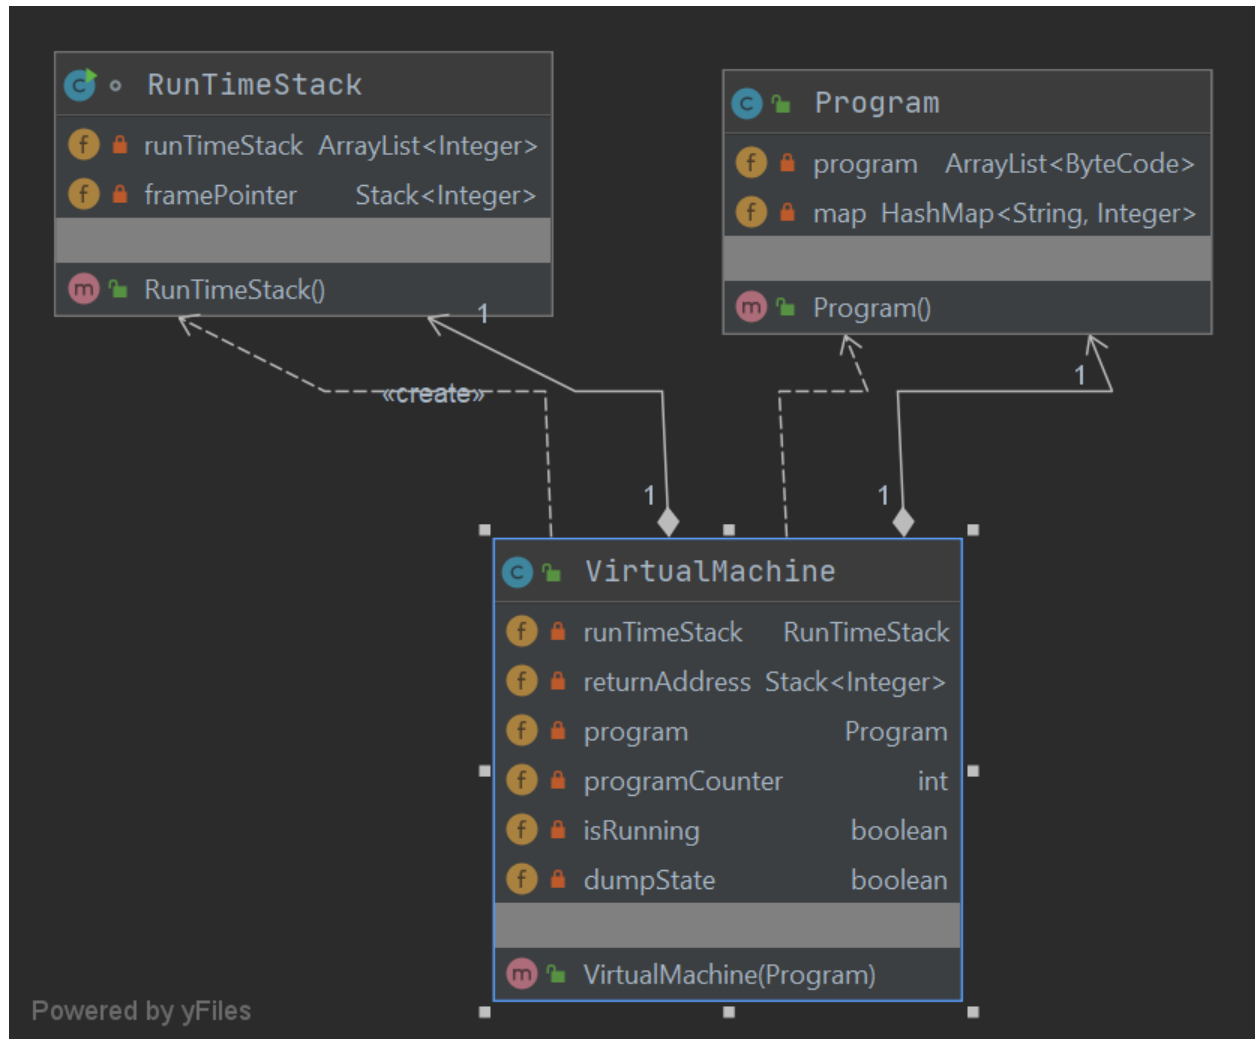 RunTimeStack
runTimeStack ArrayList<Integer>
framePointer Stack<Integer>
RunTimeStack()
Program
program ArrayList<ByteCode>
map HashMap<String, Integer>
Program()
1
1
«create»
1
1
VirtualMachine
runTimeStack RunTimeStack
returnAddress Stack<Integer>
program Program
programCounter int
isRunning boolean
dumpState boolean
VirtualMachine(Program)
Powered by yFiles